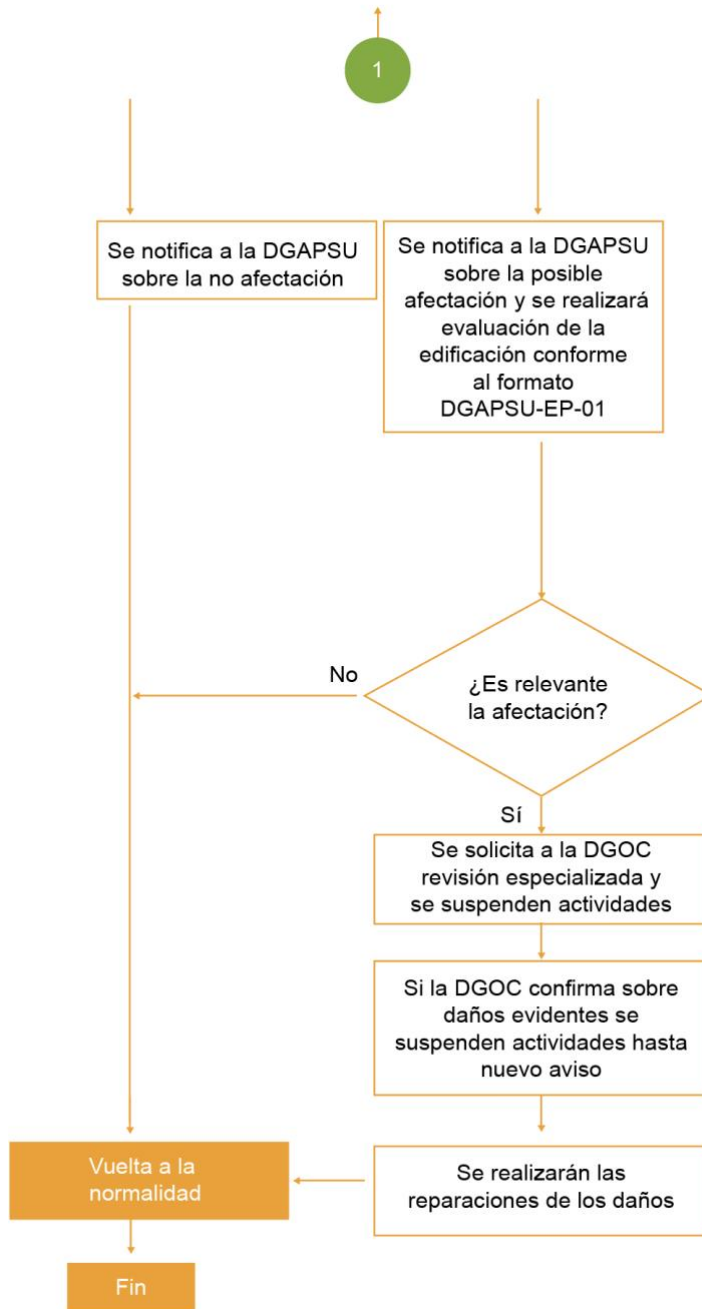 1
Se notifica a la DGAPSU
sobre la no afectación
Se notifica a la DGAPSU
sobre la posible
afectación y se realizará
evaluación de la
edificación conforme
al formato
DGAPSU-EP-01
¿Es relevante
la afectación?
No
Sí
Se solicita a la DGOC
revisión especializada y
se suspenden actividades
Si la DGOC confirma sobre
daños evidentes se
suspenden actividades hasta
nuevo aviso
Se realizarán las
reparaciones de los daños
Vuelta a la
normalidad
Fin